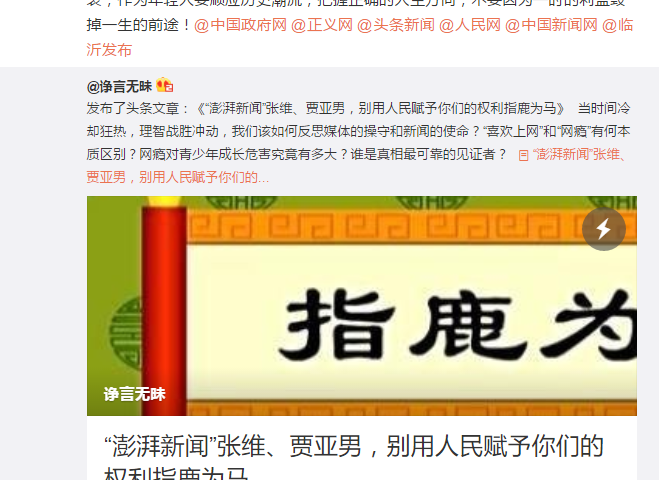 袭，作为年轻人要顺应历史潮流，把握正确的人生方向，不要因为一时的利益毁
掉一生的前途！@中国政府网 @正义网 @头条新闻 @人民网 @中国新闻网 @临
沂发布
@诤言无昧
发布了头条文章：《“澎湃新闻”张维、贾亚男，别用人民赋予你们的权利指鹿为马》 当时间冷
却狂热，理智战胜冲动，我们该如何反思媒体的操守和新闻的使命？“喜欢上网”和“网瘾”有何本
质区别？网瘾对青少年成长危害究竟有多大？谁是真相最可靠的见证者？ “澎湃新闻”张维、
贾亚男，别用人民赋予你们的...
指鹿为
诤言无昧
“澎湃新闻”张维、贾亚男，别用人民赋予你们的
权利指鹿为马